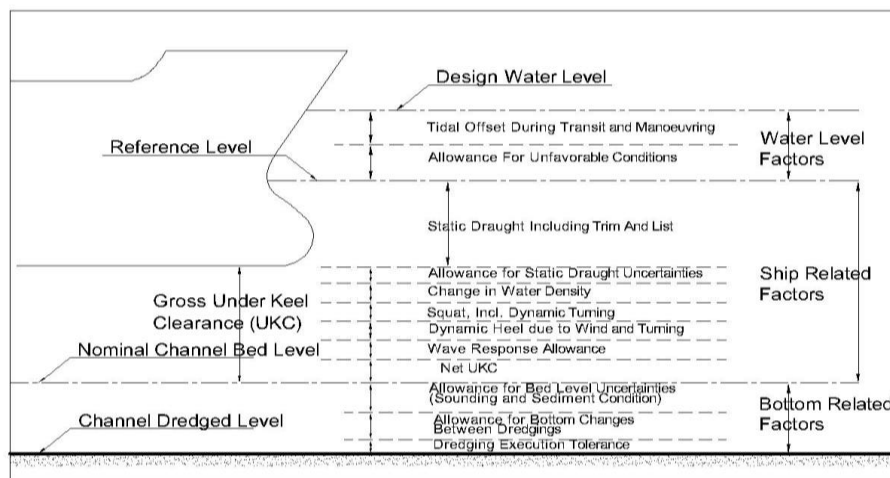 Design Water Level
Tidal Offset During Transit and Manoeuvring
Water Level
Factors
Reference Level
Allowance For Unfavorable Conditions
Static Draught Including Trim And List
Allowance for Static Draught Uncertainties
Ship Related
Factors
Change in Water Density
Gross Under Keel
Clearance (UKC)
Squat, Incl. Dynamic Tuming
Dynamic Heel due to Wind and Tuming
Nominal Channel Bed Level
Wave Response Allowance
Net UKC
Allowance for Bed Level Uncertainties
(Sounding and Sediment Condition)
Bottom Related
Factors
Channel Dredged Level
Allowance for Bottom Changes
Between Dredgings
Dredging Execution Tolerance